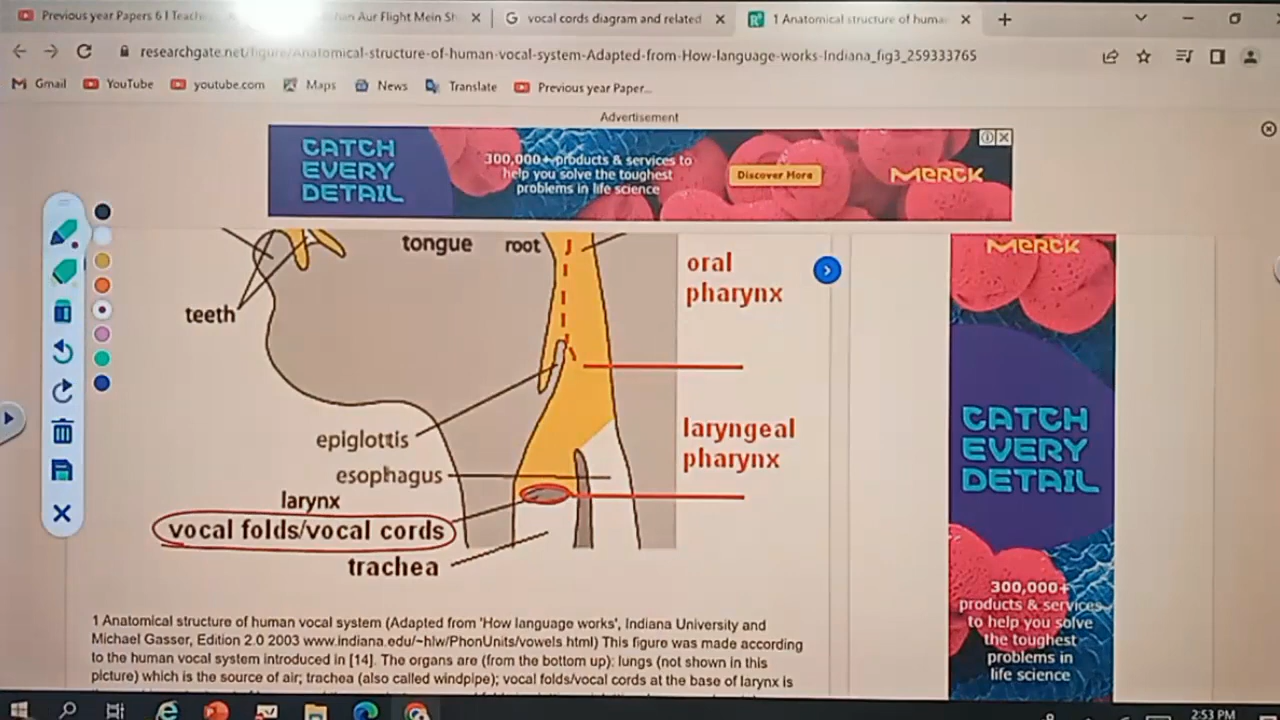 Previous year Papers 6 I Teach
Aur Flight Mein Sh
vocal cords diagram and related
1 Anatomical structure of huma
researchgate.net/figure/Anatomical-structure-of-human-vocal-system-Adapted-from-How-language-works-Indiana_fig3_259333765
Gmail YouTube youtube.com Maps News Translate Previous year Paper...
Advertisement
CATCH
EVERY
DETAIL
300,000+ products & services to
help you solve the toughest
problems in life science
Discover More
MERCK
tongue root
oral
pharynx
teeth
epiglottis
esophagus
laryngeal
pharynx
larynx
vocal folds/vocal cords
trachea
1 Anatomical structure of human vocal system (Adapted from 'How language works', Indiana University and
Michael Gasser, Edition 2.0 2003 www.indiana.edu/~hlw/PhonUnits/vowels html) This figure was made according
to the human vocal system introduced in [14]. The organs are (from the bottom up): lungs (not shown in this
picture) which is the source of air; trachea (also called windpipe); vocal folds/vocal cords at the base of larynx is
MERCK
CATCH
EVERY
DETAIL
300,000+
products & services
to help you solve
the toughest
problems in
life science
2:53 PM